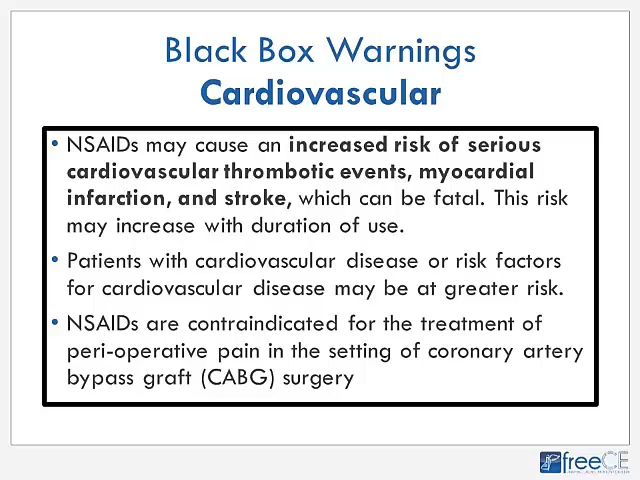 Black Box Warnings
Cardiovascular
• NSAIDs may cause an increased risk of serious
cardiovascular thrombotic events, myocardial
infarction, and stroke, which can be fatal. This risk
may increase with duration of use.
• Patients with cardiovascular disease or risk factors
for cardiovascular disease may be at greater risk.
• NSAIDs are contraindicated for the treatment of
peri-operative pain in the setting of coronary artery
bypass graft (CABG) surgery
freeCE